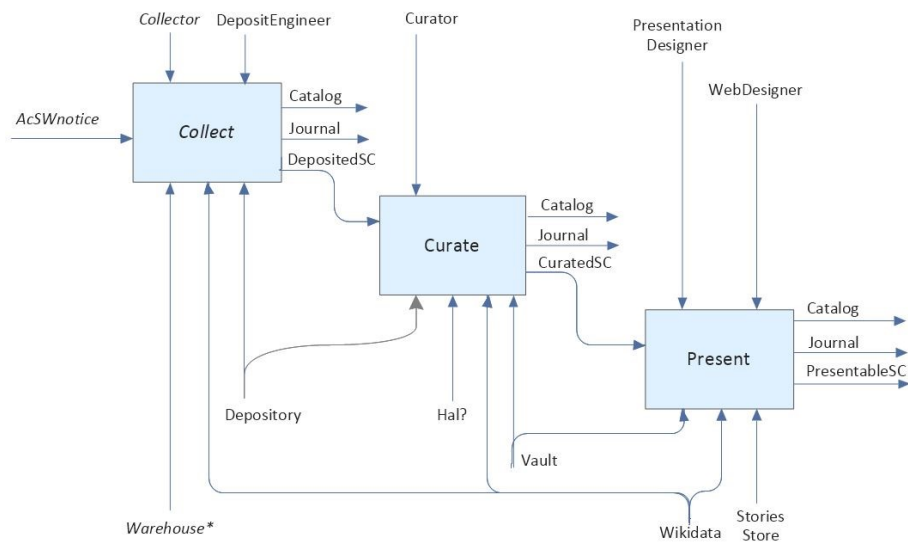 Collector
DepositEngineer
Curator
Presentation
Designer
WebDesigner
AcSWnotice
Collect
Catalog
Journal
DepositedSC
Curate
Catalog
Journal
CuratedSC
Present
Catalog
Journal
PresentableSC
Depository
Hal?
Vault
Warehouse*
Wikidata
Stories
Store